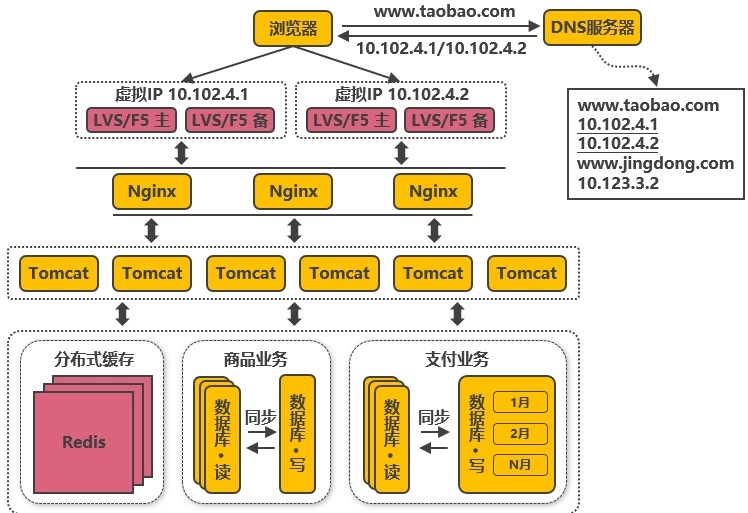 www.taobao.com
浏览器
DNS服务器
10.102.4.1/10.102.4.2
虚拟IP 10.102.4.1
LVS/F5 主
LVS/F5 备
虚拟IP 10.102.4.2
LVS/F5 主
LVS/F5 备
www.taobao.com
10.102.4.1
10.102.4.2
www.jingdong.com
10.123.3.2
Nginx
Nginx
Nginx
Tomcat
Tomcat
Tomcat
Tomcat
Tomcat
Tomcat
分布式缓存
Redis
商品业务
数据库·读
同步
数据库·写
支付业务
数据库·读
同步
数据库·写
1月
2月
N月